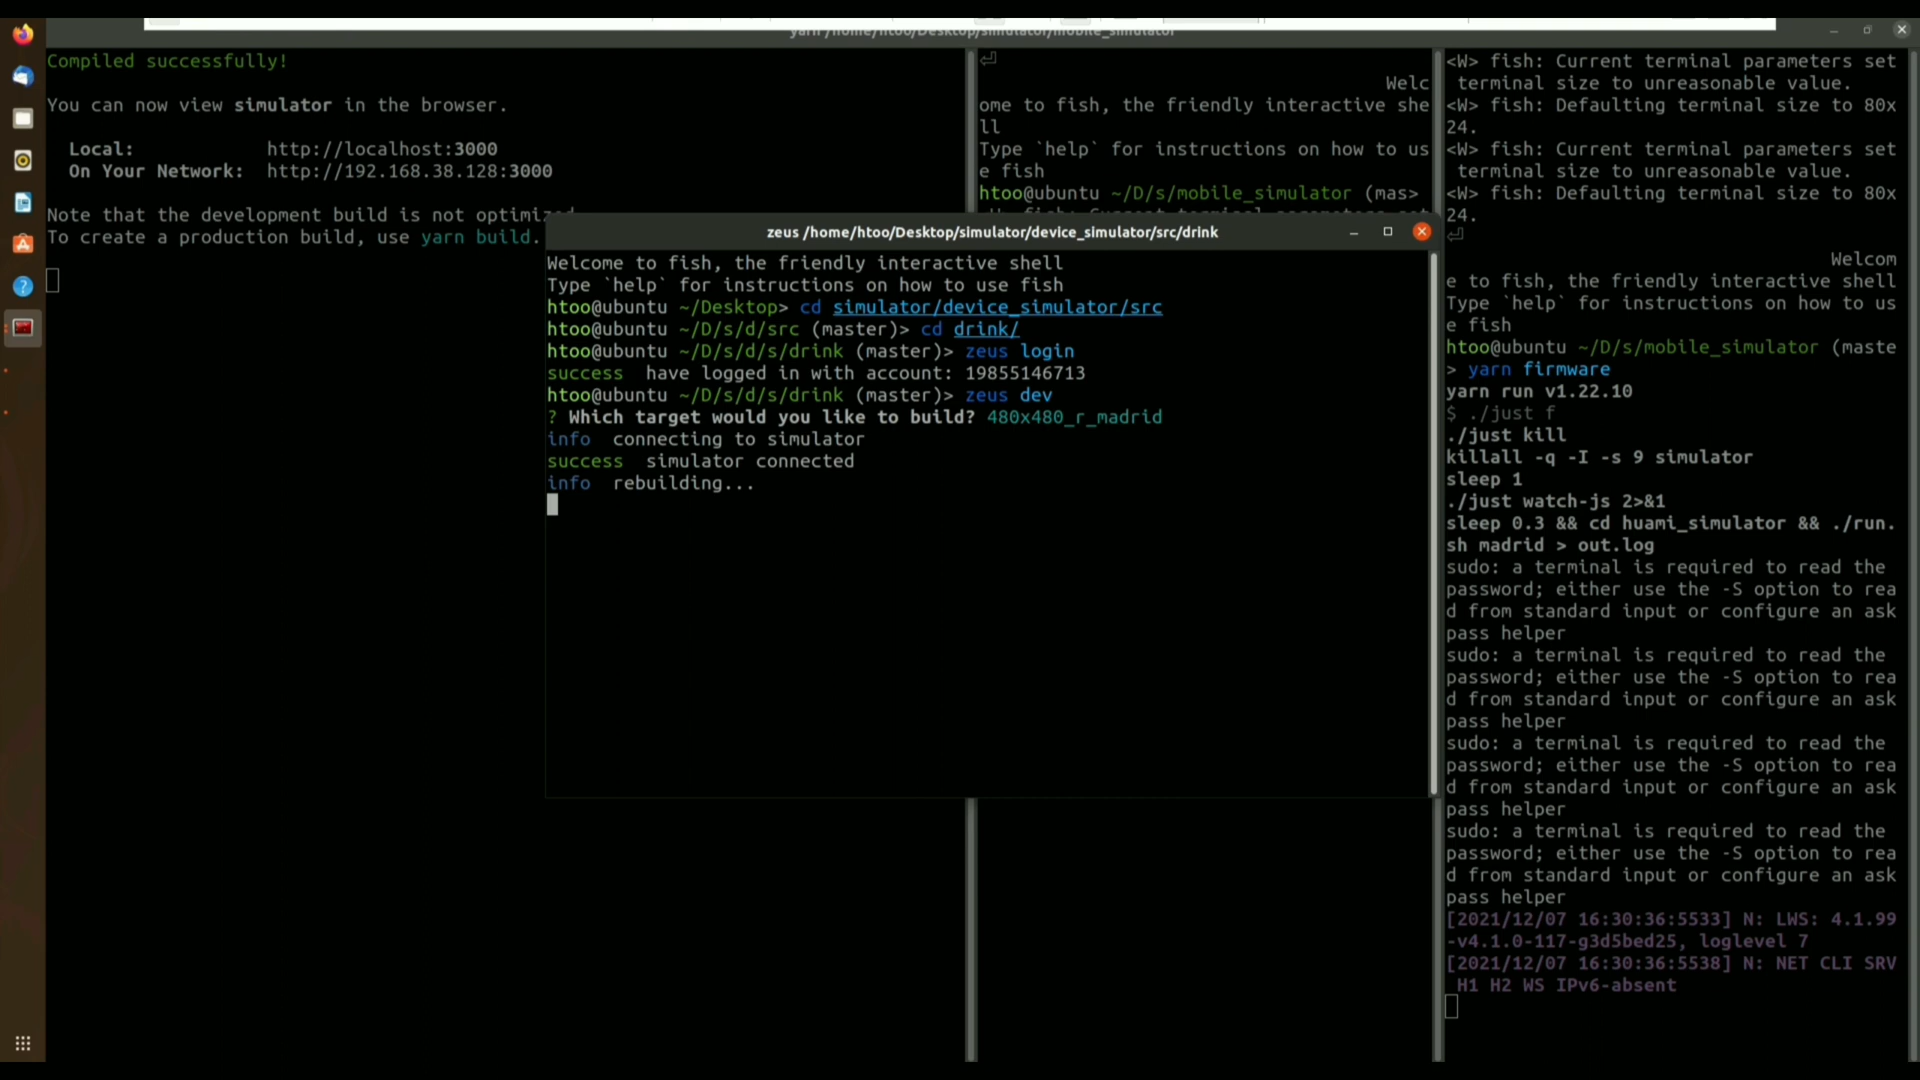 yarn /home/htoo/Desktop/simulator/mobile_simulator
Compiled successfully!
You can now view simulator in the browser.
Local: http://localhost:3000
On Your Network: http://192.168.38.128:3000
Note that the development build is not optimized
To create a production build, use yarn build.
⏎
Welc
ome to fish, the friendly interactive she
ll
Type `help` for instructions on how to us
e fish
htoo@ubuntu ~/D/s/mobile_simulator (mas>
zeus /home/htoo/Desktop/simulator/device_simulator/src/drink
Welcome to fish, the friendly interactive shell
Type `help` for instructions on how to use fish
htoo@ubuntu ~/Desktop> cd simulator/device_simulator/src
htoo@ubuntu ~/D/s/d/src (master)> cd drink/
htoo@ubuntu ~/D/s/d/s/drink (master)> zeus login
success have logged in with account: 19855146713
htoo@ubuntu ~/D/s/d/s/drink (master)> zeus dev
? Which target would you like to build? 480x480_r_madrid
info connecting to simulator
success simulator connected
info rebuilding...
<W> fish: Current terminal parameters set
terminal size to unreasonable value.
<W> fish: Defaulting terminal size to 80x
24.
<W> fish: Current terminal parameters set
terminal size to unreasonable value.
<W> fish: Defaulting terminal size to 80x
24.
⏎
Welcom
e to fish, the friendly interactive shell
Type `help` for instructions on how to us
e fish
htoo@ubuntu ~/D/s/mobile_simulator (maste
> yarn firmware
yarn run v1.22.10
$ ./just f
./just kill
killall -q -I -s 9 simulator
sleep 1
./just watch-js 2>&1
sleep 0.3 && cd huami_simulator && ./run.
sh madrid > out.log
sudo: a terminal is required to read the
password; either use the -S option to rea
d from standard input or configure an ask
pass helper
sudo: a terminal is required to read the
password; either use the -S option to rea
d from standard input or configure an ask
pass helper
sudo: a terminal is required to read the
password; either use the -S option to rea
d from standard input or configure an ask
pass helper
sudo: a terminal is required to read the
password; either use the -S option to rea
d from standard input or configure an ask
pass helper
[2021/12/07 16:30:36:5533] N: LWS: 4.1.99
-v4.1.0-117-g3d5bed25, loglevel 7
[2021/12/07 16:30:36:5538] N: NET CLI SRV
H1 H2 WS IPv6-absent